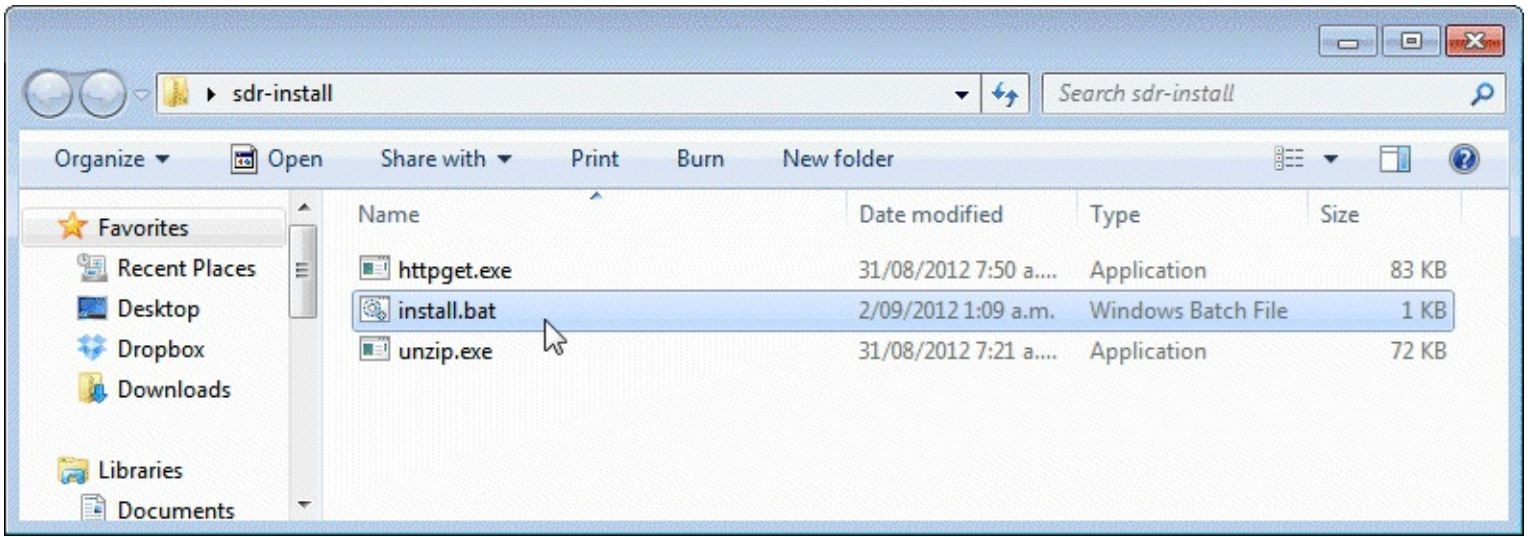 sdr-install
Search sdr-install
Organize Open Share with Print Burn New folder
Favorites
Recent Places
Desktop
Dropbox
Downloads
Libraries
Documents
Name Date modified Type Size
httpget.exe 31/08/2012 7:50 a.... Application 83 KB
install.bat 2/09/2012 1:09 a.m. Windows Batch File 1 KB
unzip.exe 31/08/2012 7:21 a.... Application 72 KB